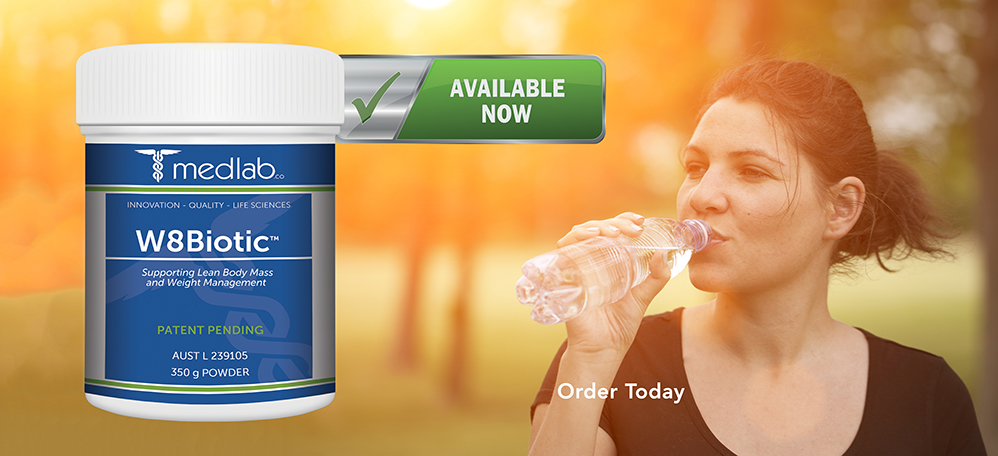 AVAILABLE
NOW
medlab.co
INNOVATION - QUALITY - LIFE SCIENCES
W8Biotic™
Supporting Lean Body Mass
and Weight Management
PATENT PENDING
AUST L 239105
350 g POWDER
Order Today